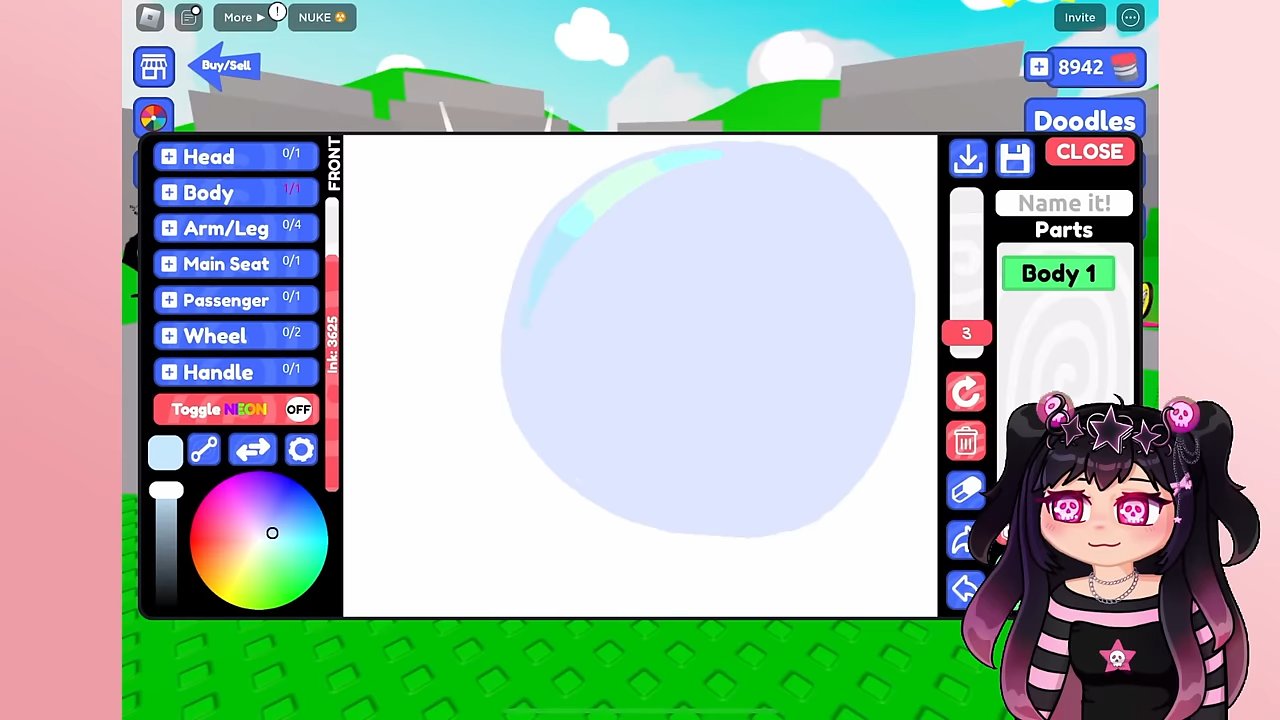 More ▶ !
NUKE ☢
Invite
Buy/Sell
8942
Doodles
Head 0/1
Body 1/1
Arm/Leg 0/4
Main Seat 0/1
Passenger 0/1
Wheel 0/2
Handle 0/1
Toggle NEON OFF
FRONT
Ink: 3625
CLOSE
Name it!
Parts
Body 1
3